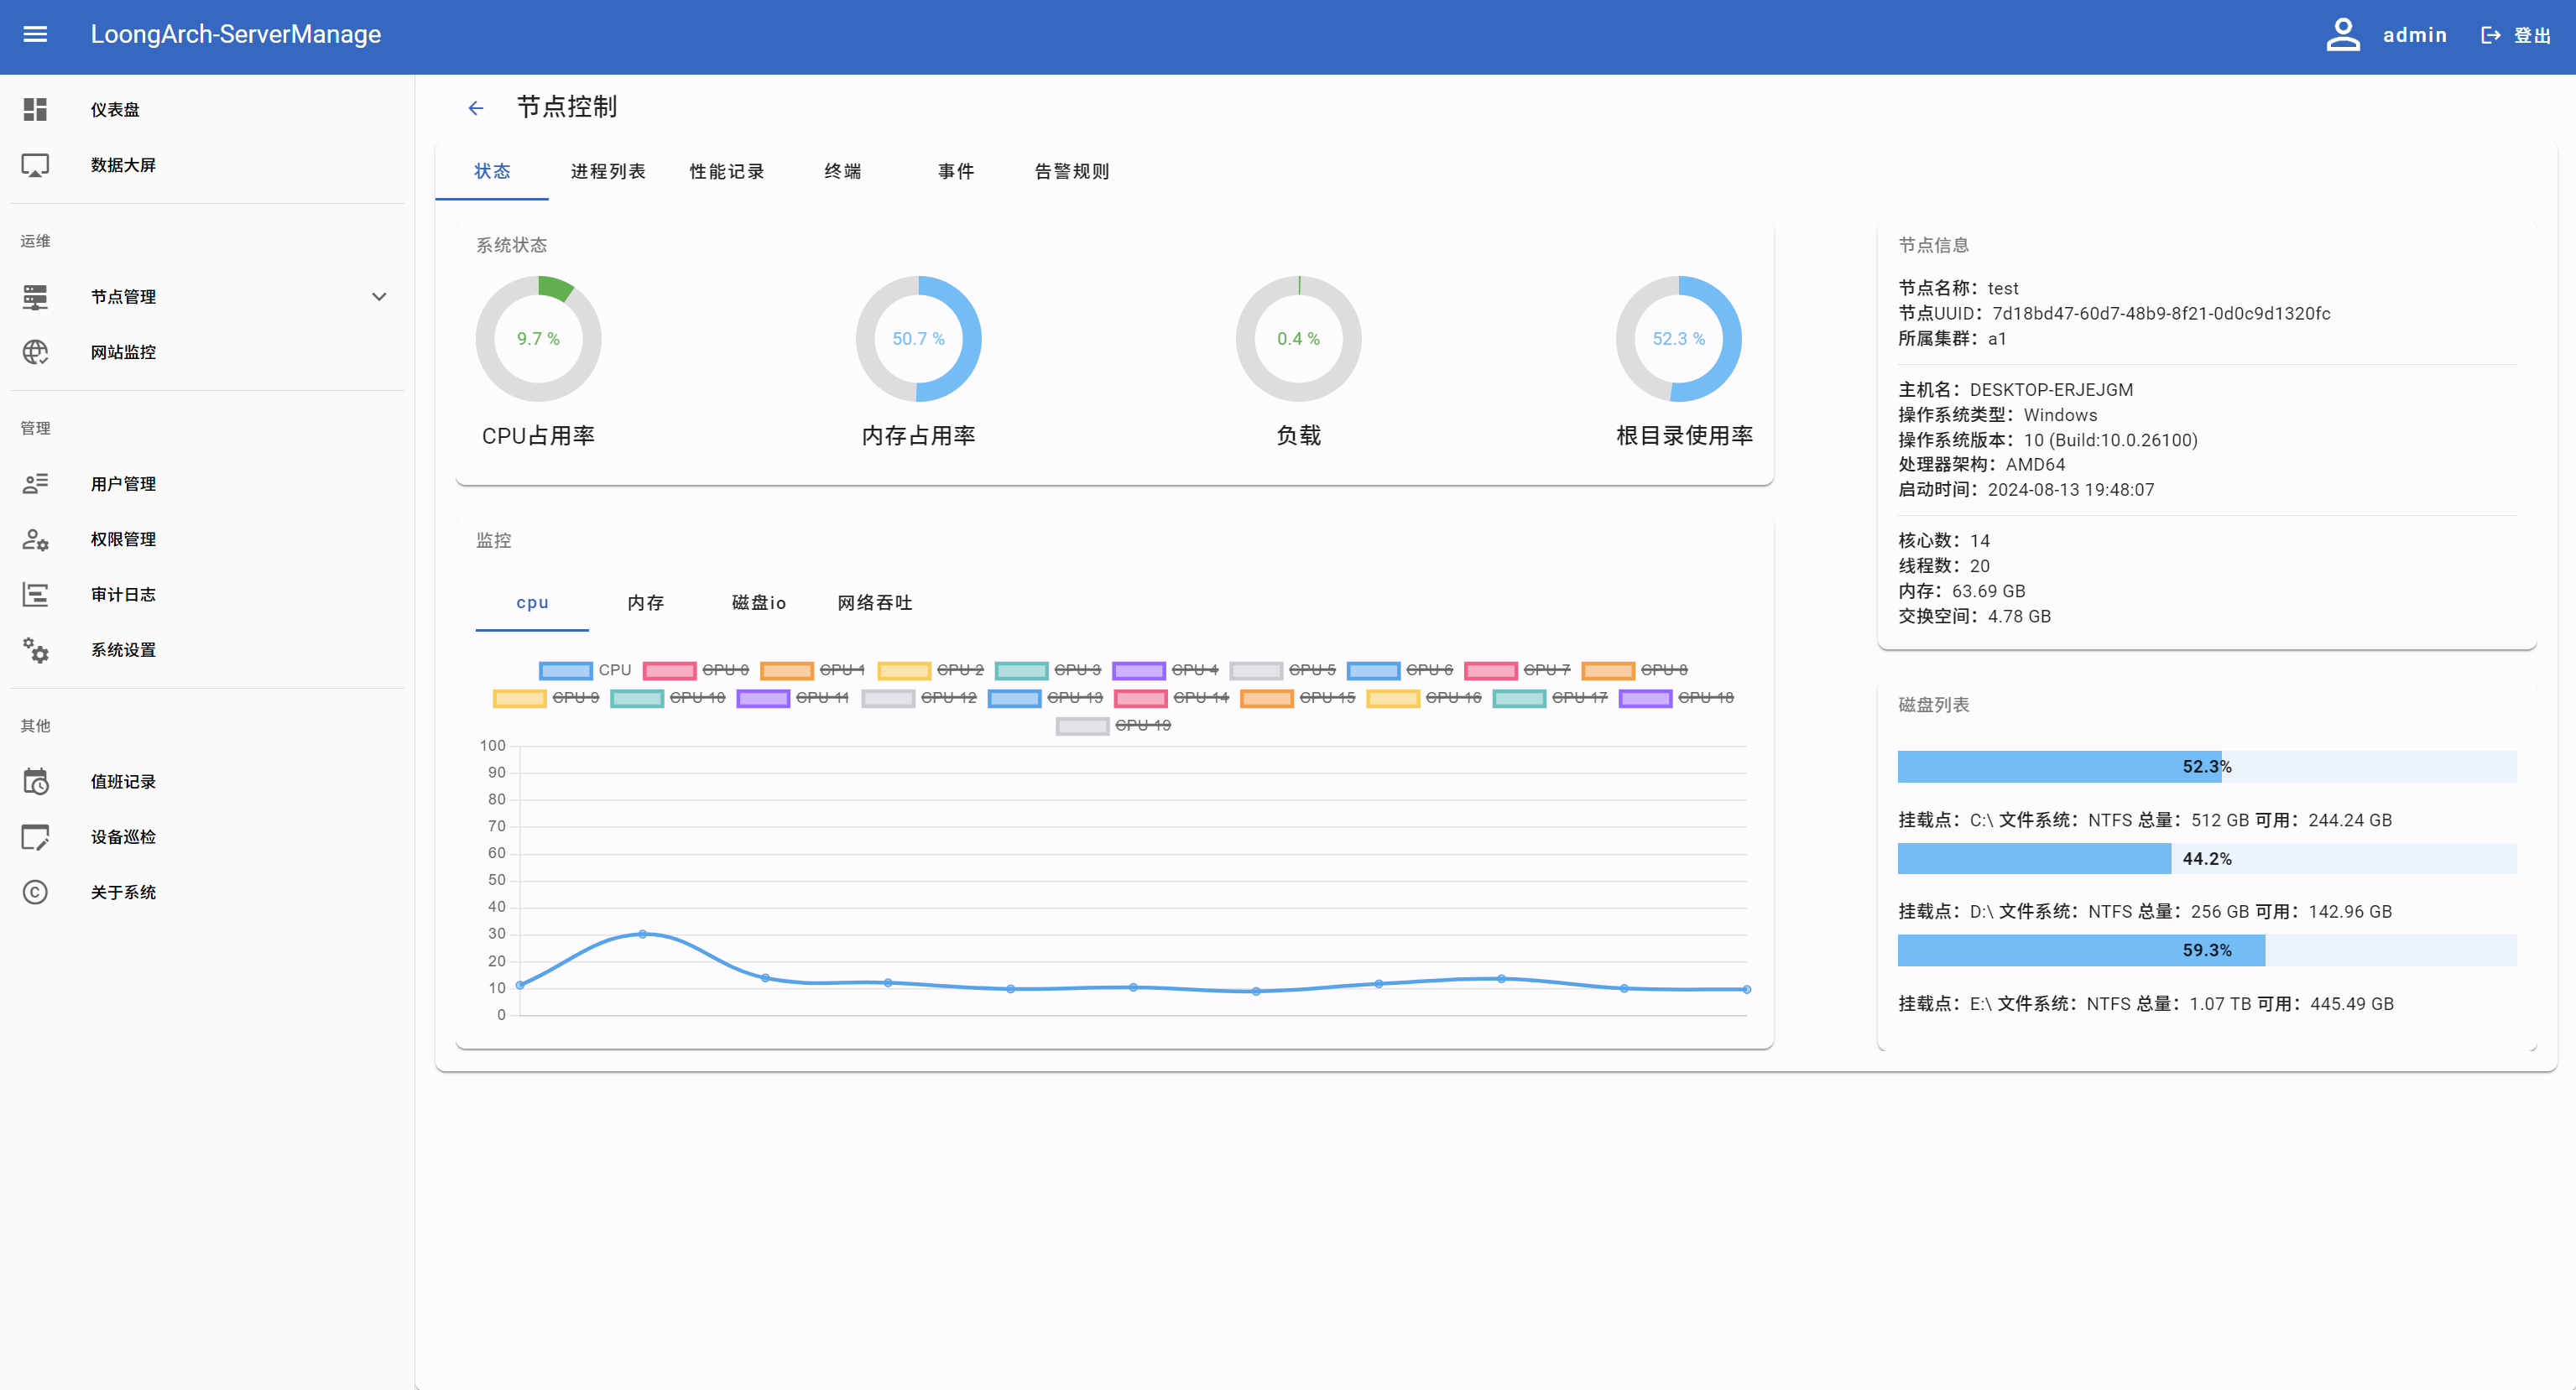 LoongArch-ServerManage
admin
登出
仪表盘
数据大屏
运维
节点管理
网站监控
管理
用户管理
权限管理
审计日志
系统设置
其他
值班记录
设备巡检
关于系统
节点控制
状态 进程列表 性能记录 终端 事件 告警规则
系统状态
9.7 % 50.7 % 0.4 % 52.3 %
CPU占用率 内存占用率 负载 根目录使用率
监控
cpu 内存 磁盘io 网络吞吐
CPU CPU 0 CPU 1 CPU 2 CPU 3 CPU 4 CPU 5 CPU 6 CPU 7 CPU 8
CPU 9 CPU 10 CPU 11 CPU 12 CPU 13 CPU 14 CPU 15 CPU 16 CPU 17 CPU 18
CPU 19
100
90
80
70
60
50
40
30
20
10
0
节点信息
节点名称：test
节点UUID：7d18bd47-60d7-48b9-8f21-0d0c9d1320fc
所属集群：a1
主机名：DESKTOP-ERJEJGM
操作系统类型：Windows
操作系统版本：10 (Build:10.0.26100)
处理器架构：AMD64
启动时间：2024-08-13 19:48:07
核心数：14
线程数：20
内存：63.69 GB
交换空间：4.78 GB
磁盘列表
52.3%
挂载点：C:\ 文件系统：NTFS 总量：512 GB 可用：244.24 GB
44.2%
挂载点：D:\ 文件系统：NTFS 总量：256 GB 可用：142.96 GB
59.3%
挂载点：E:\ 文件系统：NTFS 总量：1.07 TB 可用：445.49 GB